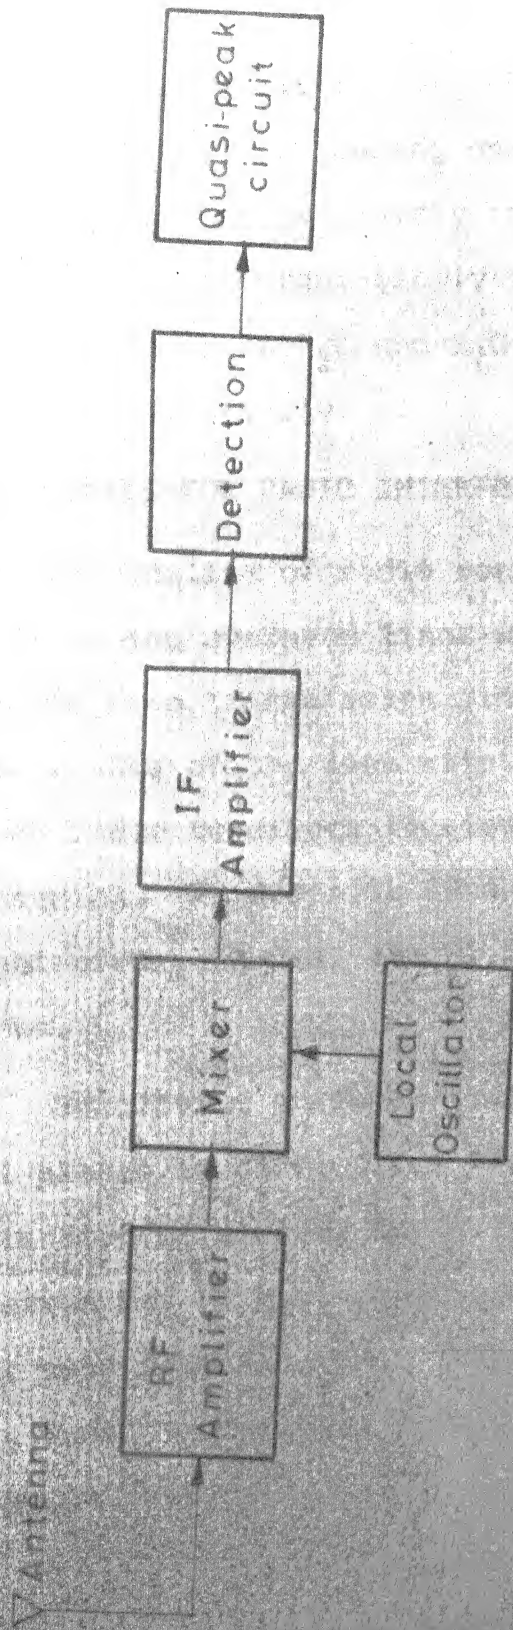 Antenna
RF
Amplifier
Mixer
Local
Oscillator
IF
Amplifier
Detection
Quasi-peak
circuit